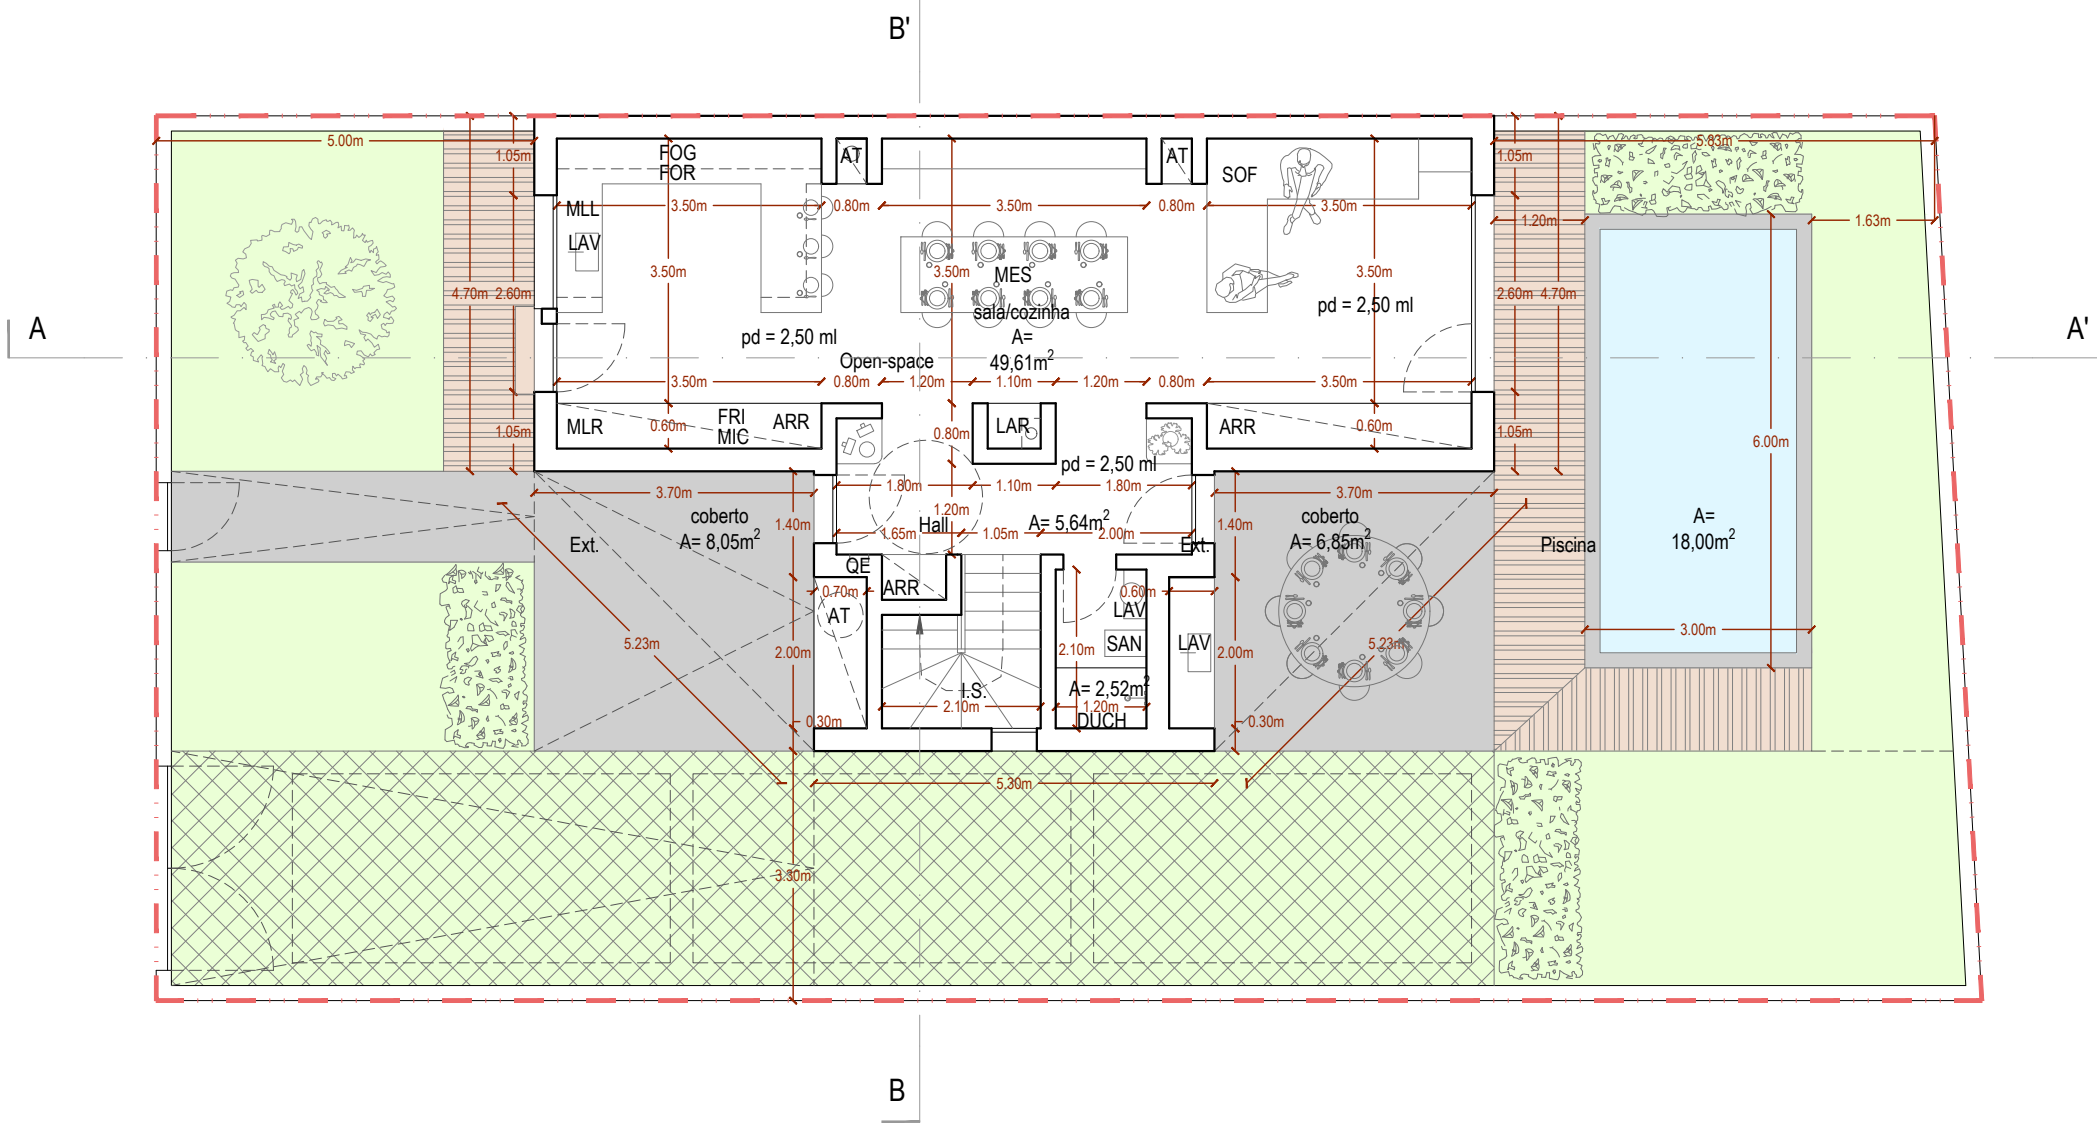 B'
5.00m
1.05m
FOG
FOR
AT
AT
SOF
5.83m
1.05m
MLL
3.50m
0.80m
3.50m
0.80m
3.50m
1.20m
1.63m
LAV
3.50m
3.50m
MES
3.50m
4.70m
2.60m
2.60m
4.70m
sala/cozinha
pd = 2,50 ml
A
A'
pd = 2,50 ml
A=
49,61m²
Open-space
3.50m
0.80m
1.20m
1.10m
1.20m
0.80m
3.50m
1.05m
MLR
0.60m
FRI
MIC
ARR
0.80m
LAR
ARR
0.60m
1.05m
6.00m
pd = 2,50 ml
3.70m
1.80m
1.10m
1.80m
3.70m
coberto
A= 8,05m²
1.40m
1.20m
Hall
A= 5,64m²
1.65m
1.05m
2.00m
1.40m
coberto
A= 6,85m²
A=
18,00m²
Ext.
Ext.
Piscina
QE
ARR
0.70m
AT
0.60m
LAV
5.23m
2.00m
2.10m
SAN
LAV
2.00m
5.23m
3.00m
I.S.
A= 2,52m²
2.10m
1.20m
DUCH
0.30m
0.30m
5.30m
3.30m
B